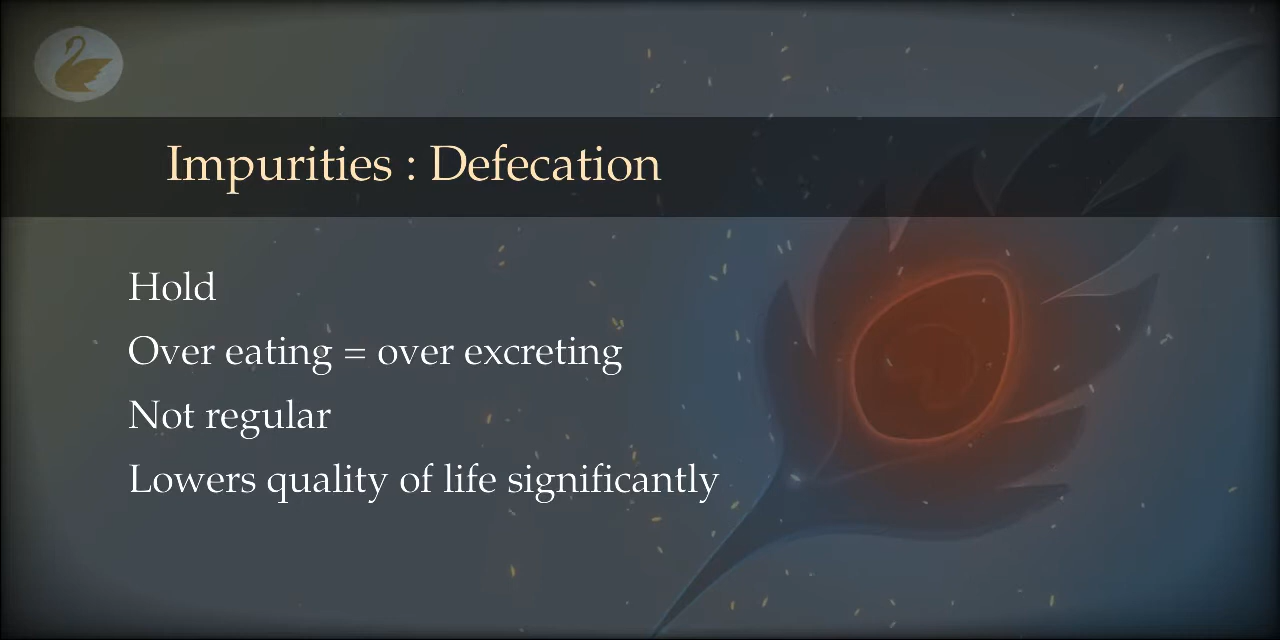 Impurities : Defecation
Hold
Over eating = over excreting
Not regular
Lowers quality of life significantly